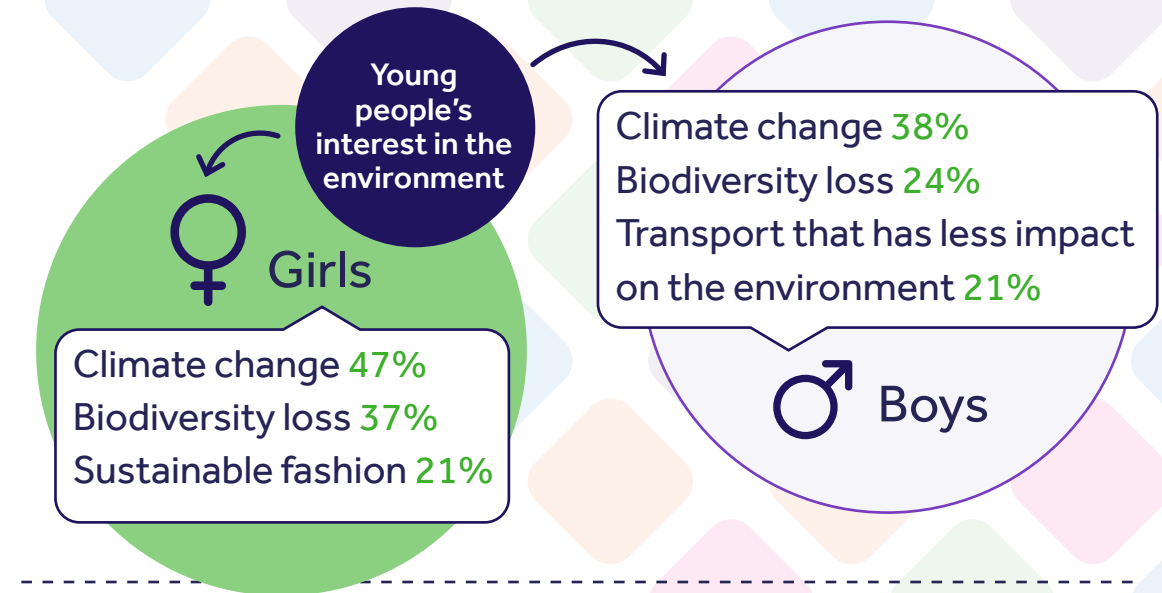 Young
people's
interest in the
environment
Girls
Climate change 47%
Biodiversity loss 37%
Sustainable fashion 21%
Climate change 38%
Biodiversity loss 24%
Transport that has less impact
on the environment 21%
Boys